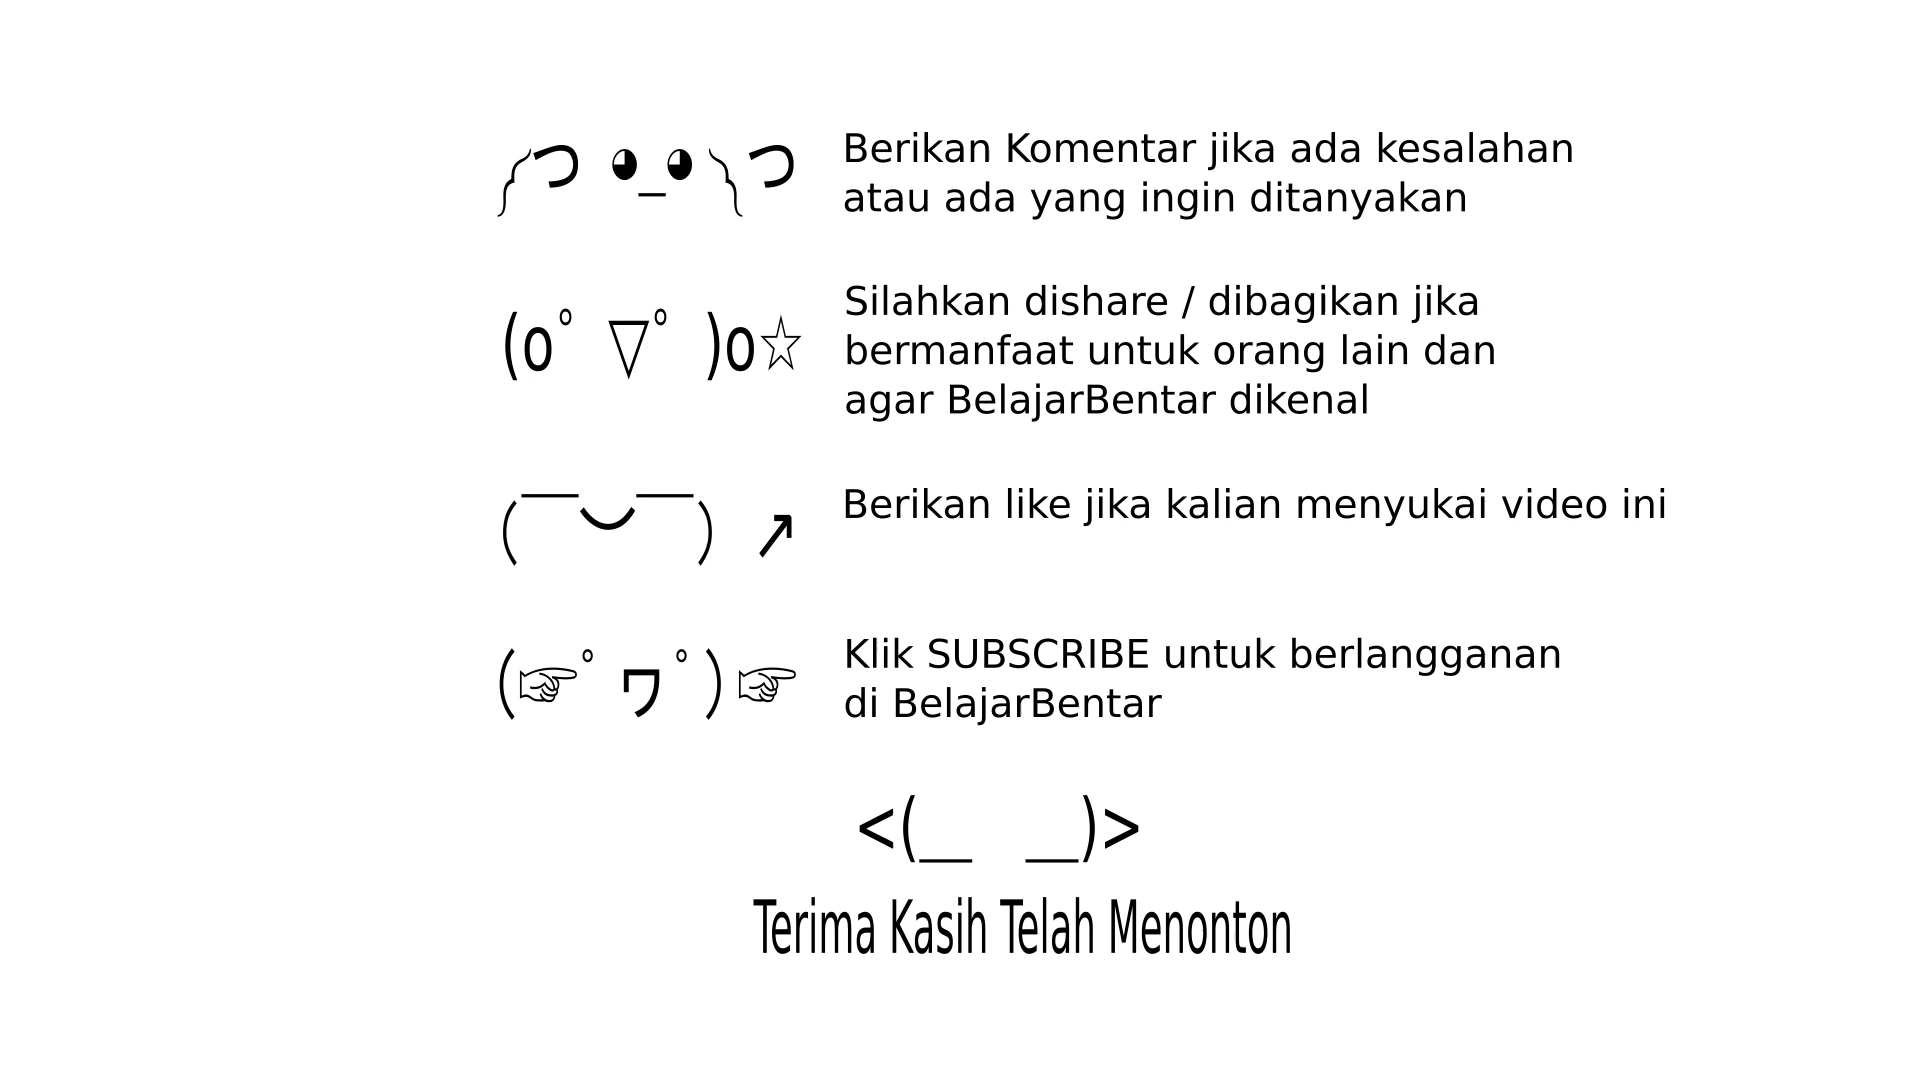 ༼つ ◕_◕ ༽つ Berikan Komentar jika ada kesalahan
atau ada yang ingin ditanyakan
Silahkan dishare / dibagikan jika
(oﾟ▽ﾟ)o☆ bermanfaat untuk orang lain dan
agar BelajarBentar dikenal
(￣︶￣)↗ Berikan like jika kalian menyukai video ini
(☞ﾟヮﾟ)☞ Klik SUBSCRIBE untuk berlangganan
di BelajarBentar
<(_ _)>
Terima Kasih Telah Menonton